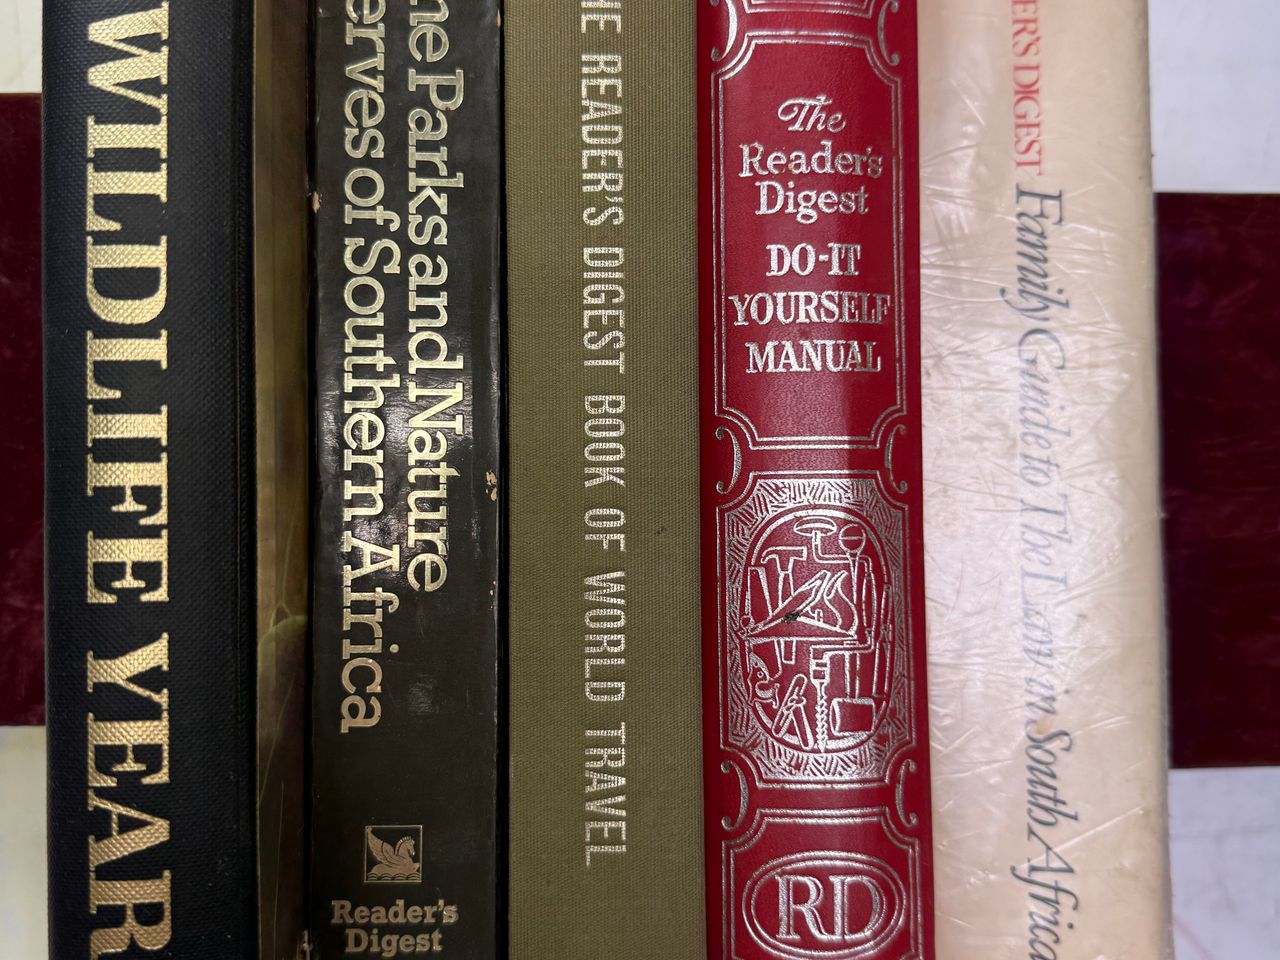 WILDLIFE YEAR
he Parks and Nature
erves of Southern Africa
Reader's
Digest
HE READER'S DIGEST BOOK OF WORLD TRAVEL
The
Reader's
Digest
DO-IT
YOURSELF
MANUAL
RD
ER'S DIGEST Family Guide to The Law in South Africa